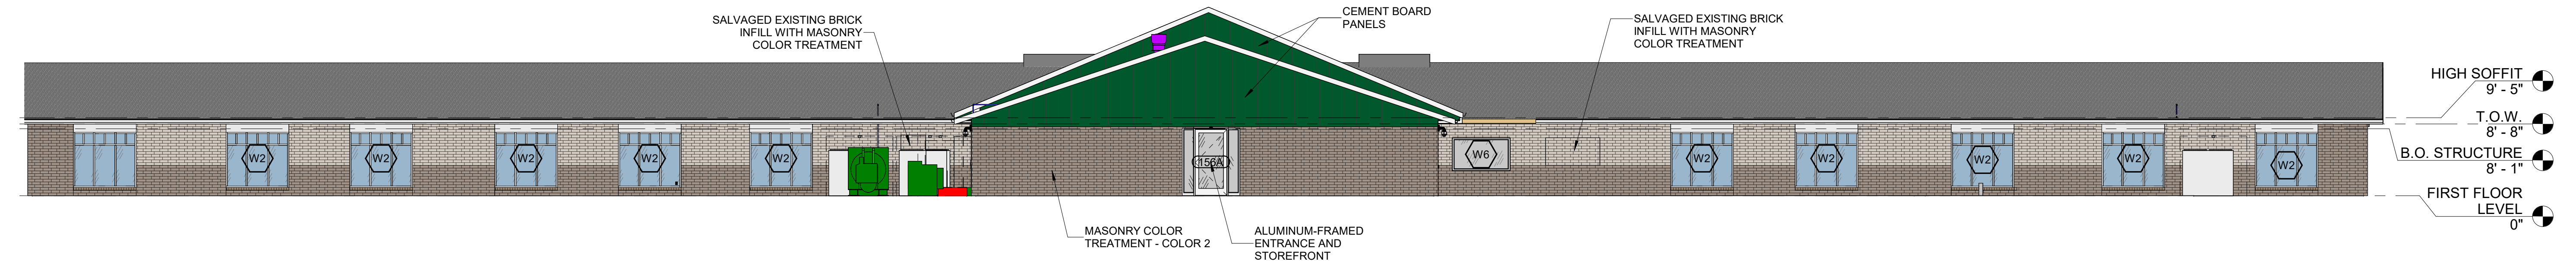 SALVAGED EXISTING BRICK
INFILL WITH MASONRY
COLOR TREATMENT
CEMENT BOARD
PANELS
SALVAGED EXISTING BRICK
INFILL WITH MASONRY
COLOR TREATMENT
HIGH SOFFIT
9' - 5"
T.O.W.
8' - 8"
B.O. STRUCTURE
8' - 1"
FIRST FLOOR
LEVEL
0"
W2
W2
W2
W2
W2
156A
W6
W2
W2
W2
W2
W2
MASONRY COLOR
TREATMENT - COLOR 2
ALUMINUM-FRAMED
ENTRANCE AND
STOREFRONT